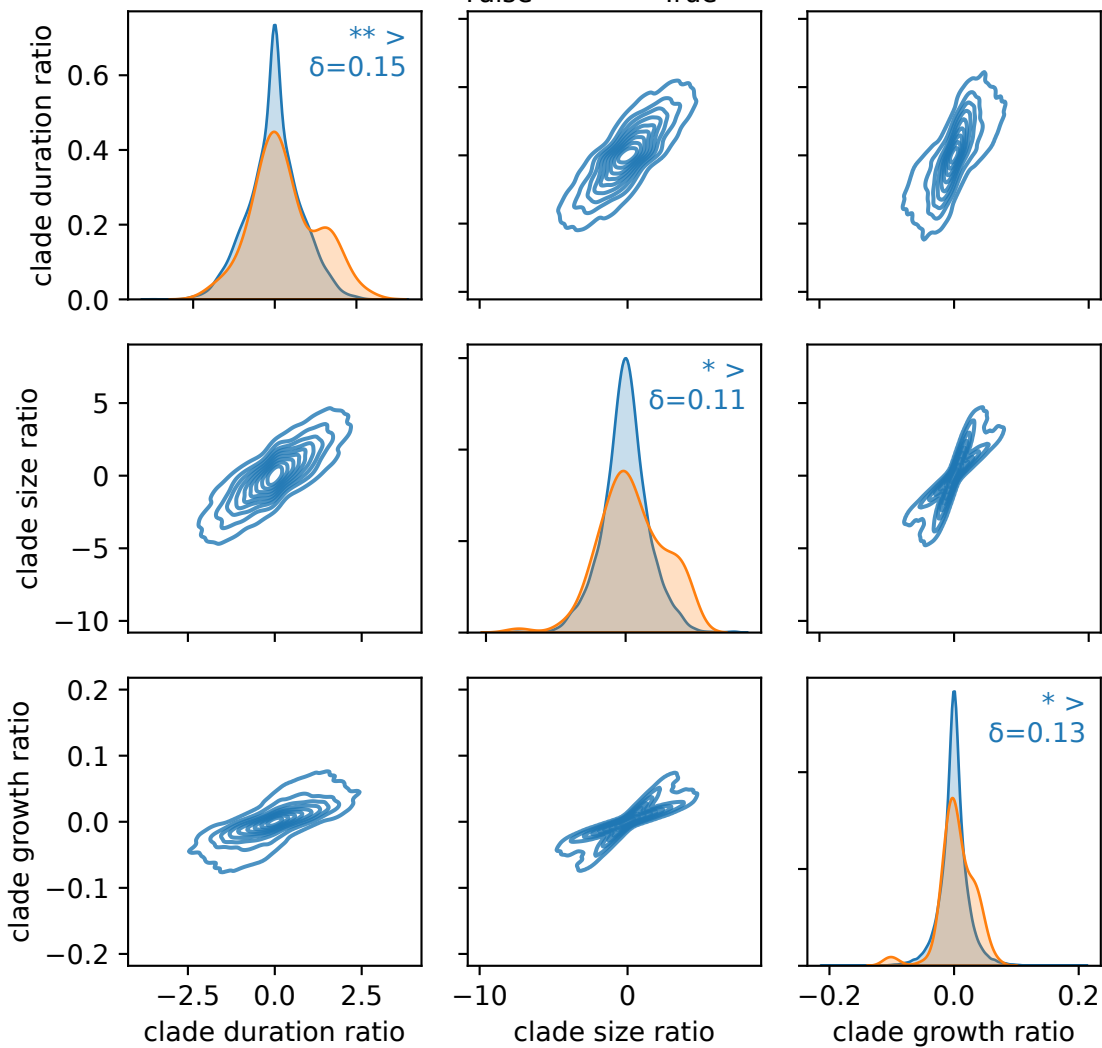 False True
clade duration ratio
0.6
0.4
0.2
0.0
** >
δ=0.15
clade size ratio
5
0
−5
−10
* >
δ=0.11
clade growth ratio
0.2
0.1
0.0
−0.1
−0.2
* >
δ=0.13
−2.5 0.0 2.5
−10 0
−0.2 0.0 0.2
clade duration ratio
clade size ratio
clade growth ratio